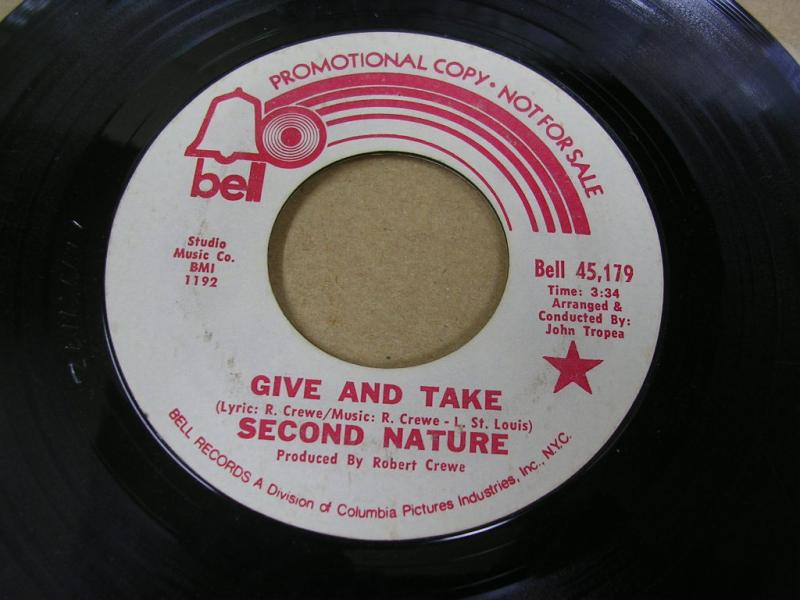 PROMOTIONAL COPY · NOT FOR SALE
bell
Studio
Music Co.
BMI
1192
Bell 45,179
Time: 3:34
Arranged &
Conducted By:
John Tropea
GIVE AND TAKE
(Lyric: R. Crewe/Music: R. Crewe - L. St. Louis)
SECOND NATURE
Produced By Robert Crewe
BELL RECORDS A Division of Columbia Pictures Industries, Inc., N.Y.C.